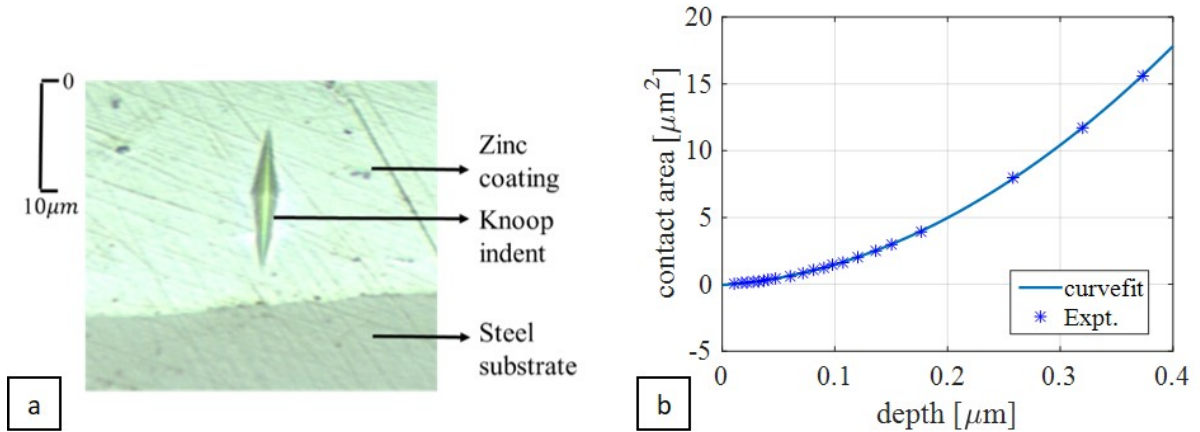 0
10μm
Zinc
coating
Knoop
indent
Steel
substrate
a
20
15
10
5
0
-5
contact area [μm²]
0 0.1 0.2 0.3 0.4
depth [μm]
curvefit
Expt.
b